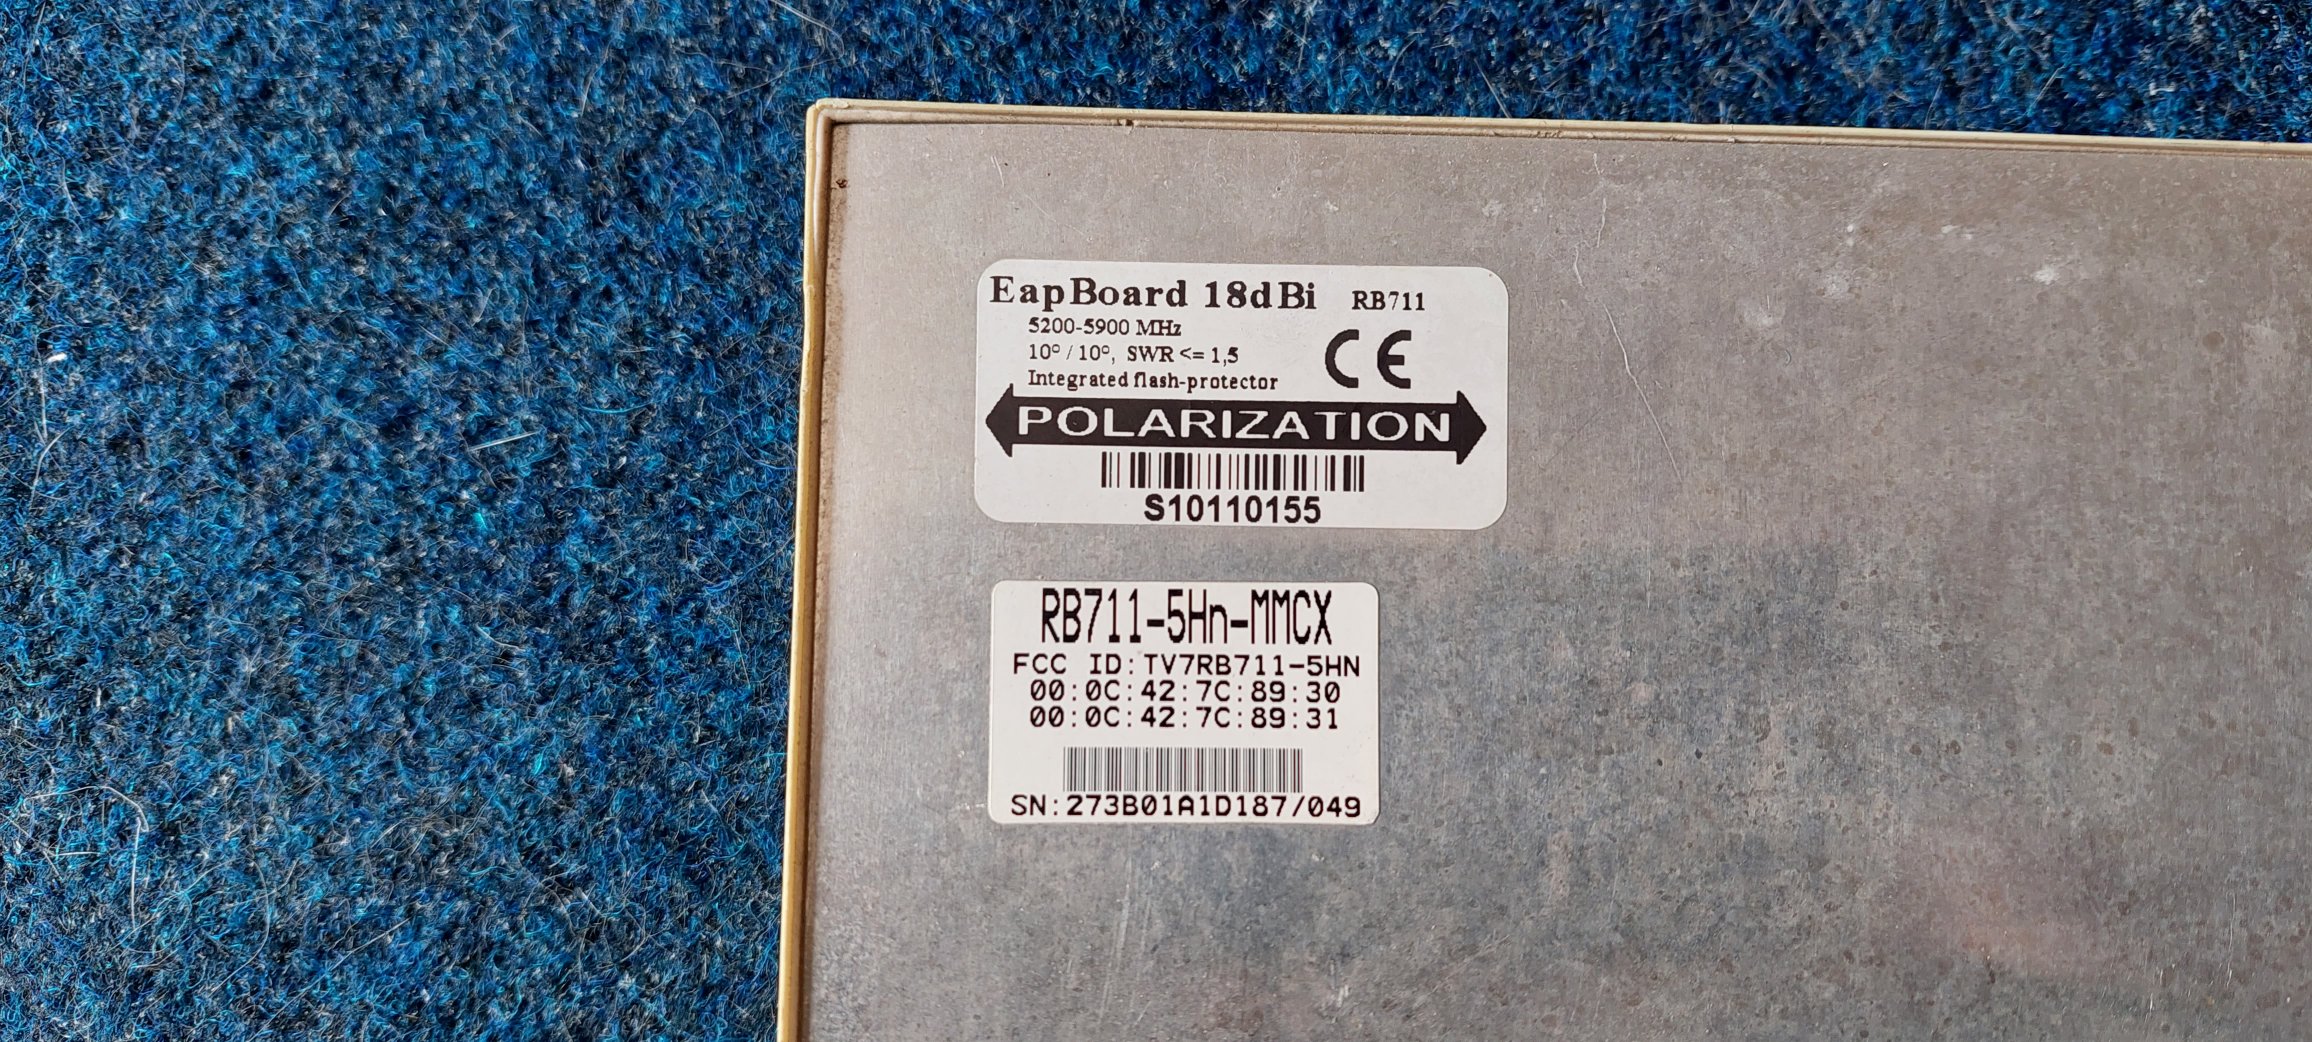 EapBoard 18dBi RB711
5200-5900 MHz
10° / 10°, SWR <= 1,5
CE
Integrated flash-protector
POLARIZATION
S10110155
RB711-5Hn-MMCX
FCC ID:TV7RB711-5HN
00:0C:42:7C:89:30
00:0C:42:7C:89:31
SN:273B01A1D187/049